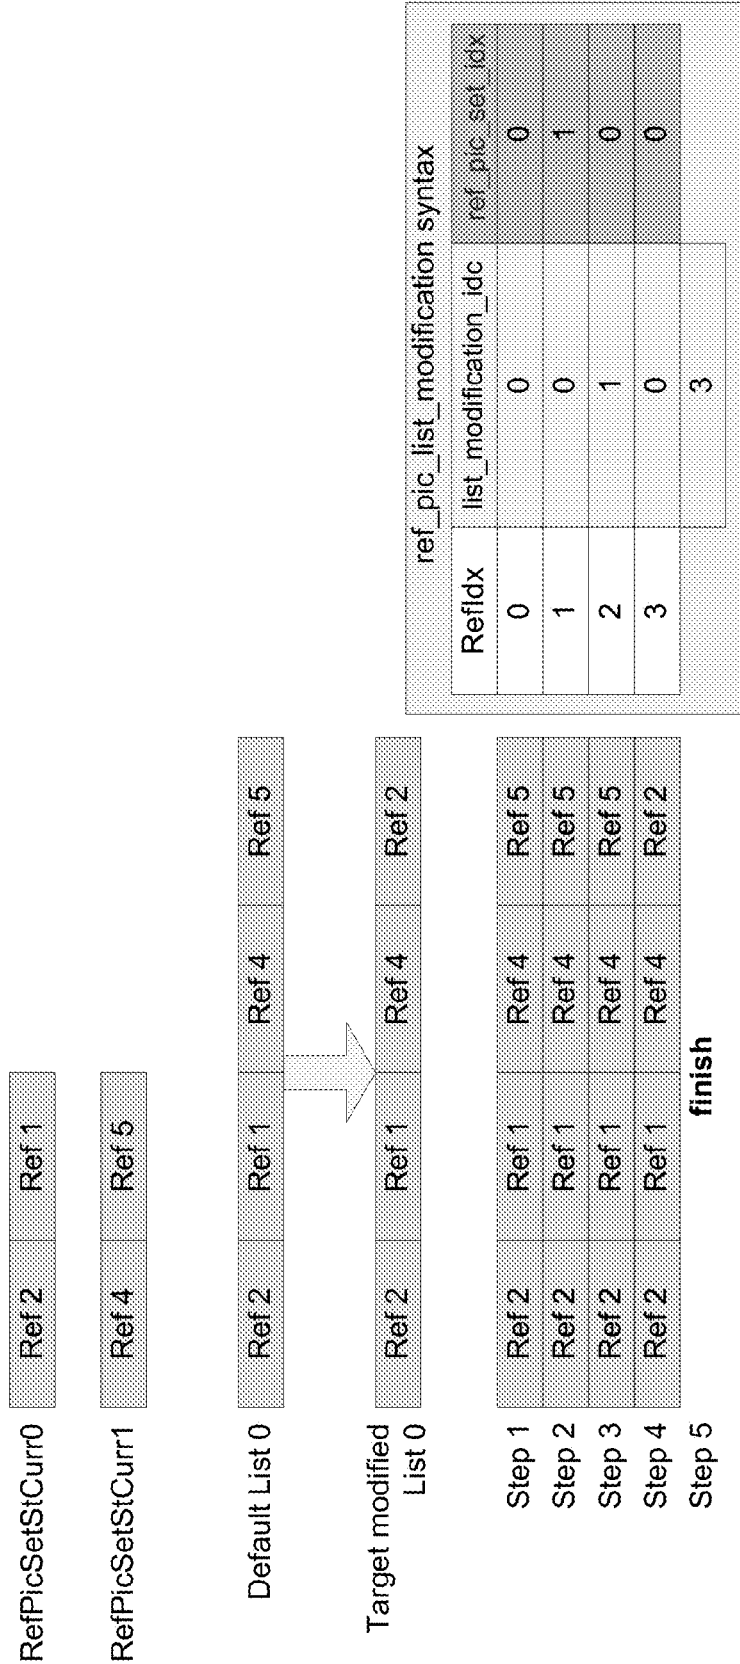 RefPicSetStCurr0 Ref 2 Ref 1
RefPicSetStCurr1 Ref 4 Ref 5
Default List 0 Ref 2 Ref 1 Ref 4 Ref 5
Target modified
List 0 Ref 2 Ref 1 Ref 4 Ref 2
ref_pic_list_modification syntax
RefIdx list_modification_idc ref_pic_set_idx
Step 1 Ref 2 Ref 1 Ref 4 Ref 5 0 0 0
Step 2 Ref 2 Ref 1 Ref 4 Ref 5 1 0 1
Step 3 Ref 2 Ref 1 Ref 4 Ref 5 2 1 0
Step 4 Ref 2 Ref 1 Ref 4 Ref 2 3 0 0
Step 5 finish 3